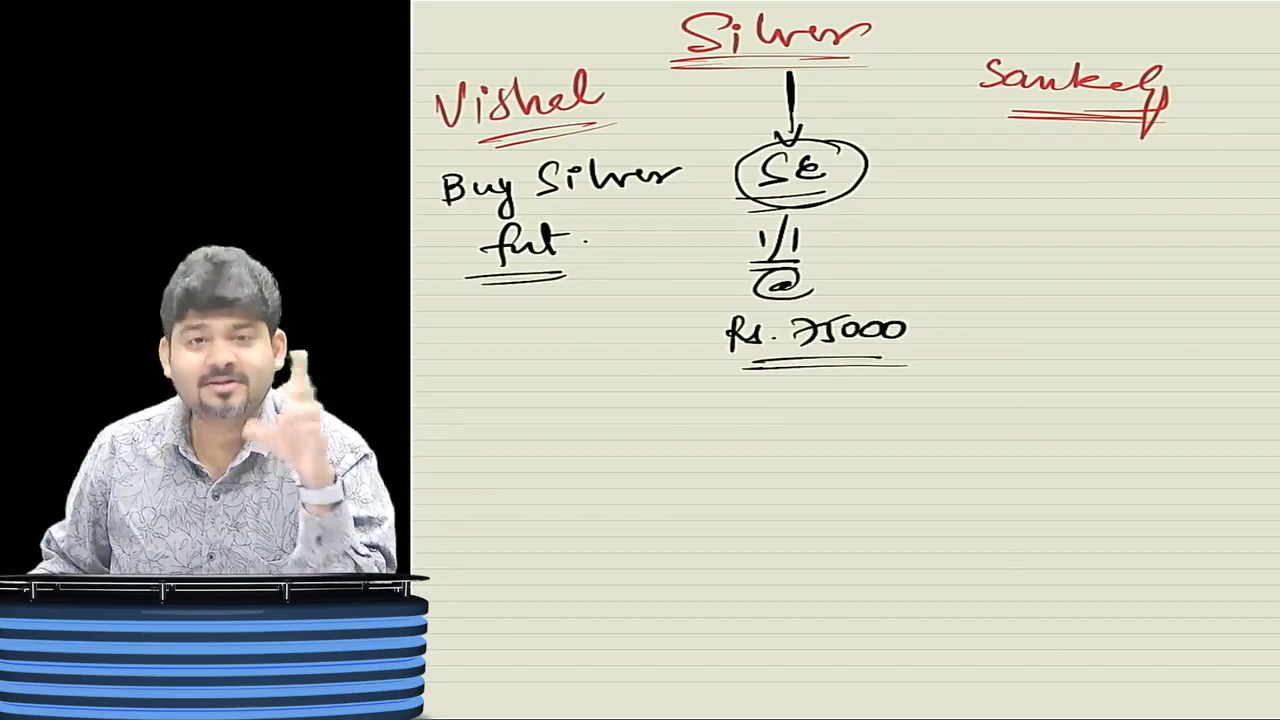 Silver
Vishal
Sanket
Buy Silver
SE
fut.
1/1
@
Rs. 75000